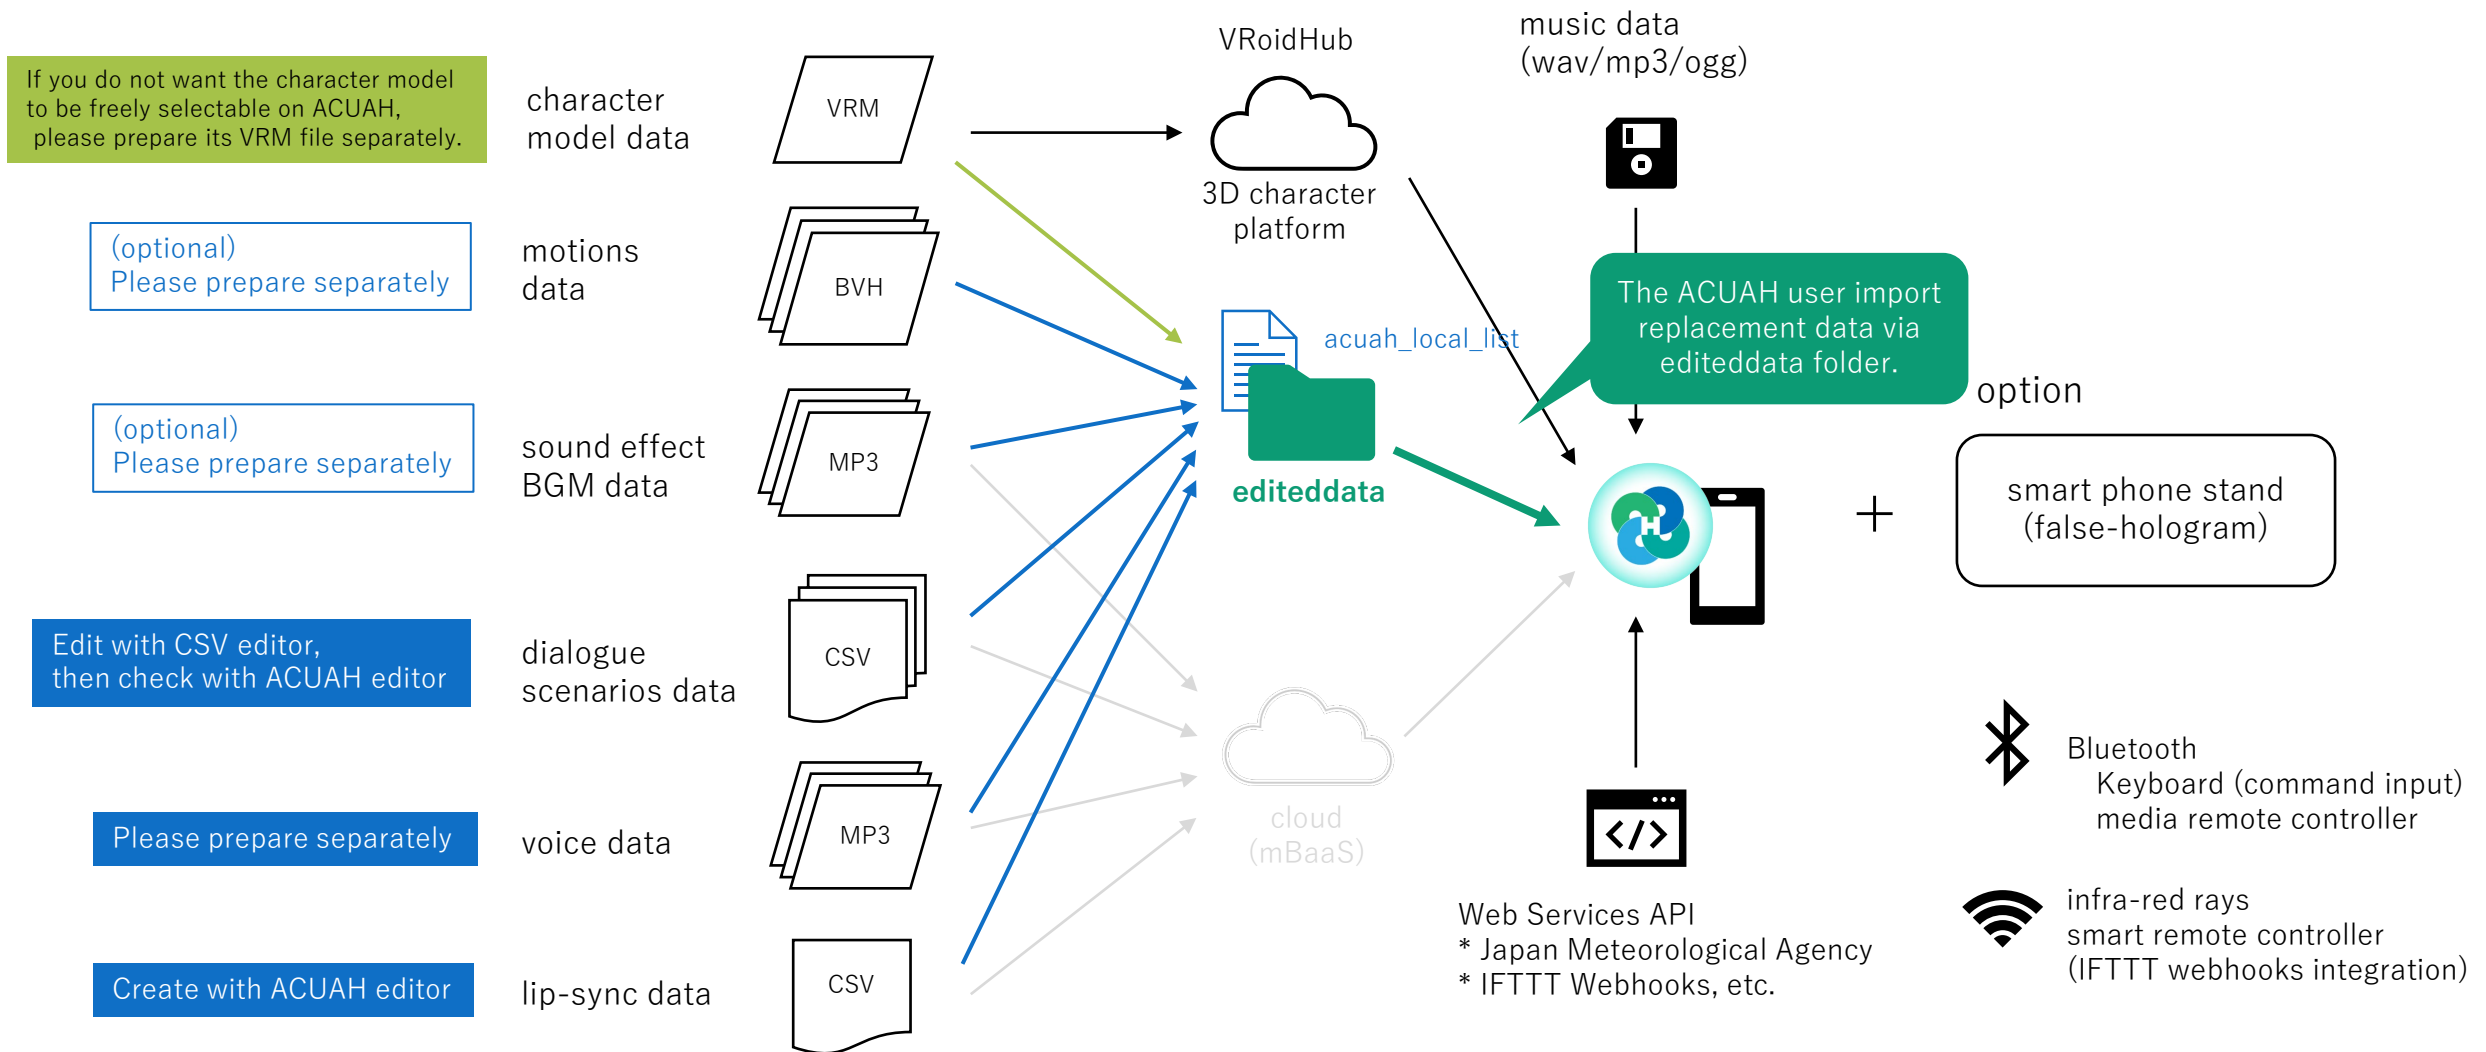 If you do not want the character model
to be freely selectable on ACUAH,
please prepare its VRM file separately.
character
model data
VRM
VRoidHub
3D character
platform
music data
(wav/mp3/ogg)
(optional)
Please prepare separately
motions
data
BVH
acuah_local_list
editeddata
The ACUAH user import
replacement data via
editeddata folder.
(optional)
Please prepare separately
sound effect
BGM data
MP3
option
H
+
smart phone stand
(false-hologram)
Edit with CSV editor,
then check with ACUAH editor
dialogue
scenarios data
CSV
Please prepare separately
voice data
MP3
cloud
(mBaaS)
</>
Bluetooth
Keyboard (command input)
media remote controller
Create with ACUAH editor
lip-sync data
CSV
Web Services API
* Japan Meteorological Agency
* IFTTT Webhooks, etc.
infra-red rays
smart remote controller
(IFTTT webhooks integration)